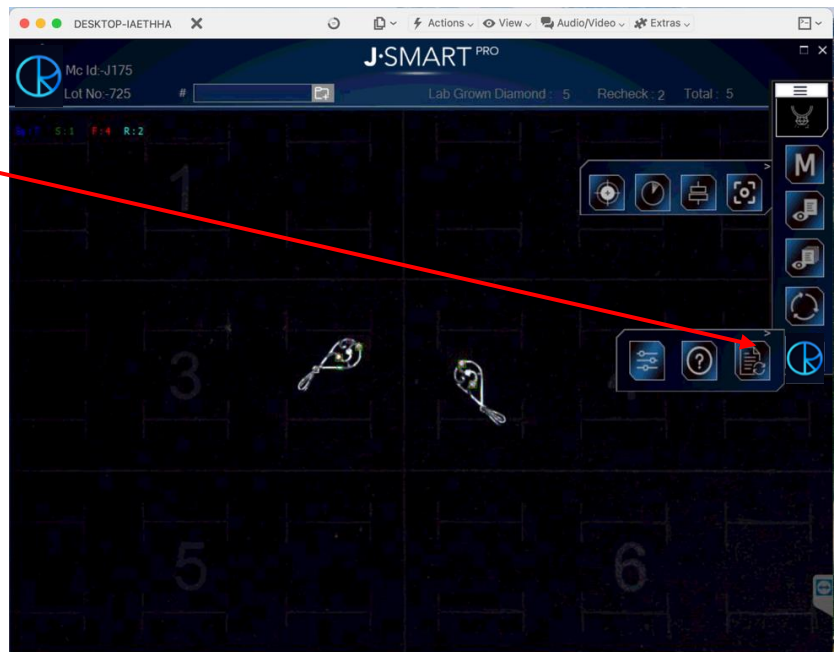 DESKTOP-IAETHHA
Actions View Audio/Video Extras
J·SMART PRO
Mc Id:-J175
Lot No:-725 #
Lab Grown Diamond : 5 Recheck : 2 Total : 5
S:1 F:4 R:2
1
M
3
?
5
6